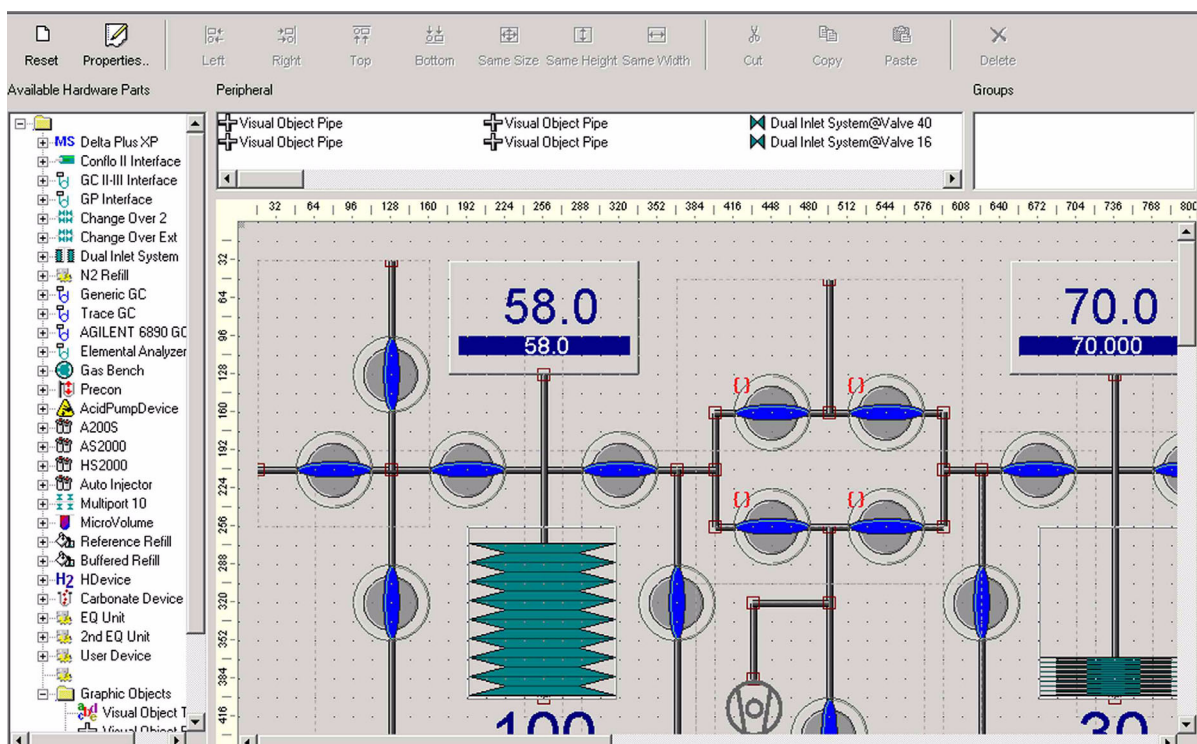 Reset Properties.. Left Right Top Bottom Same Size Same Height Same Width Cut Copy Paste Delete
Available Hardware Parts Peripheral Groups
Visual Object Pipe Visual Object Pipe Dual Inlet System@Valve 40
Visual Object Pipe Visual Object Pipe Dual Inlet System@Valve 16
MS Delta Plus XP
Conflo II Interface
GC II-III Interface
GP Interface
Change Over 2
Change Over Ext
Dual Inlet System
N2 Refill
Generic GC
Trace GC
AGILENT 6890 GC
Elemental Analyzer
Gas Bench
Precon
AcidPumpDevice
A200S
AS2000
HS2000
Auto Injector
Multiport 10
MicroVolume
Reference Refill
Buffered Refill
H2 HDevice
Carbonate Device
EQ Unit
2nd EQ Unit
User Device
Graphic Objects
Visual Object T
32 64 96 128 160 192 224 256 288 320 352 384 416 448 480 512 544 576 608 640 672 704 736 768 800
32
64
96
128
160
192
224
256
288
320
352
384
416
58.0
58.0
70.0
70.000
{} {}
{} {}
100
30